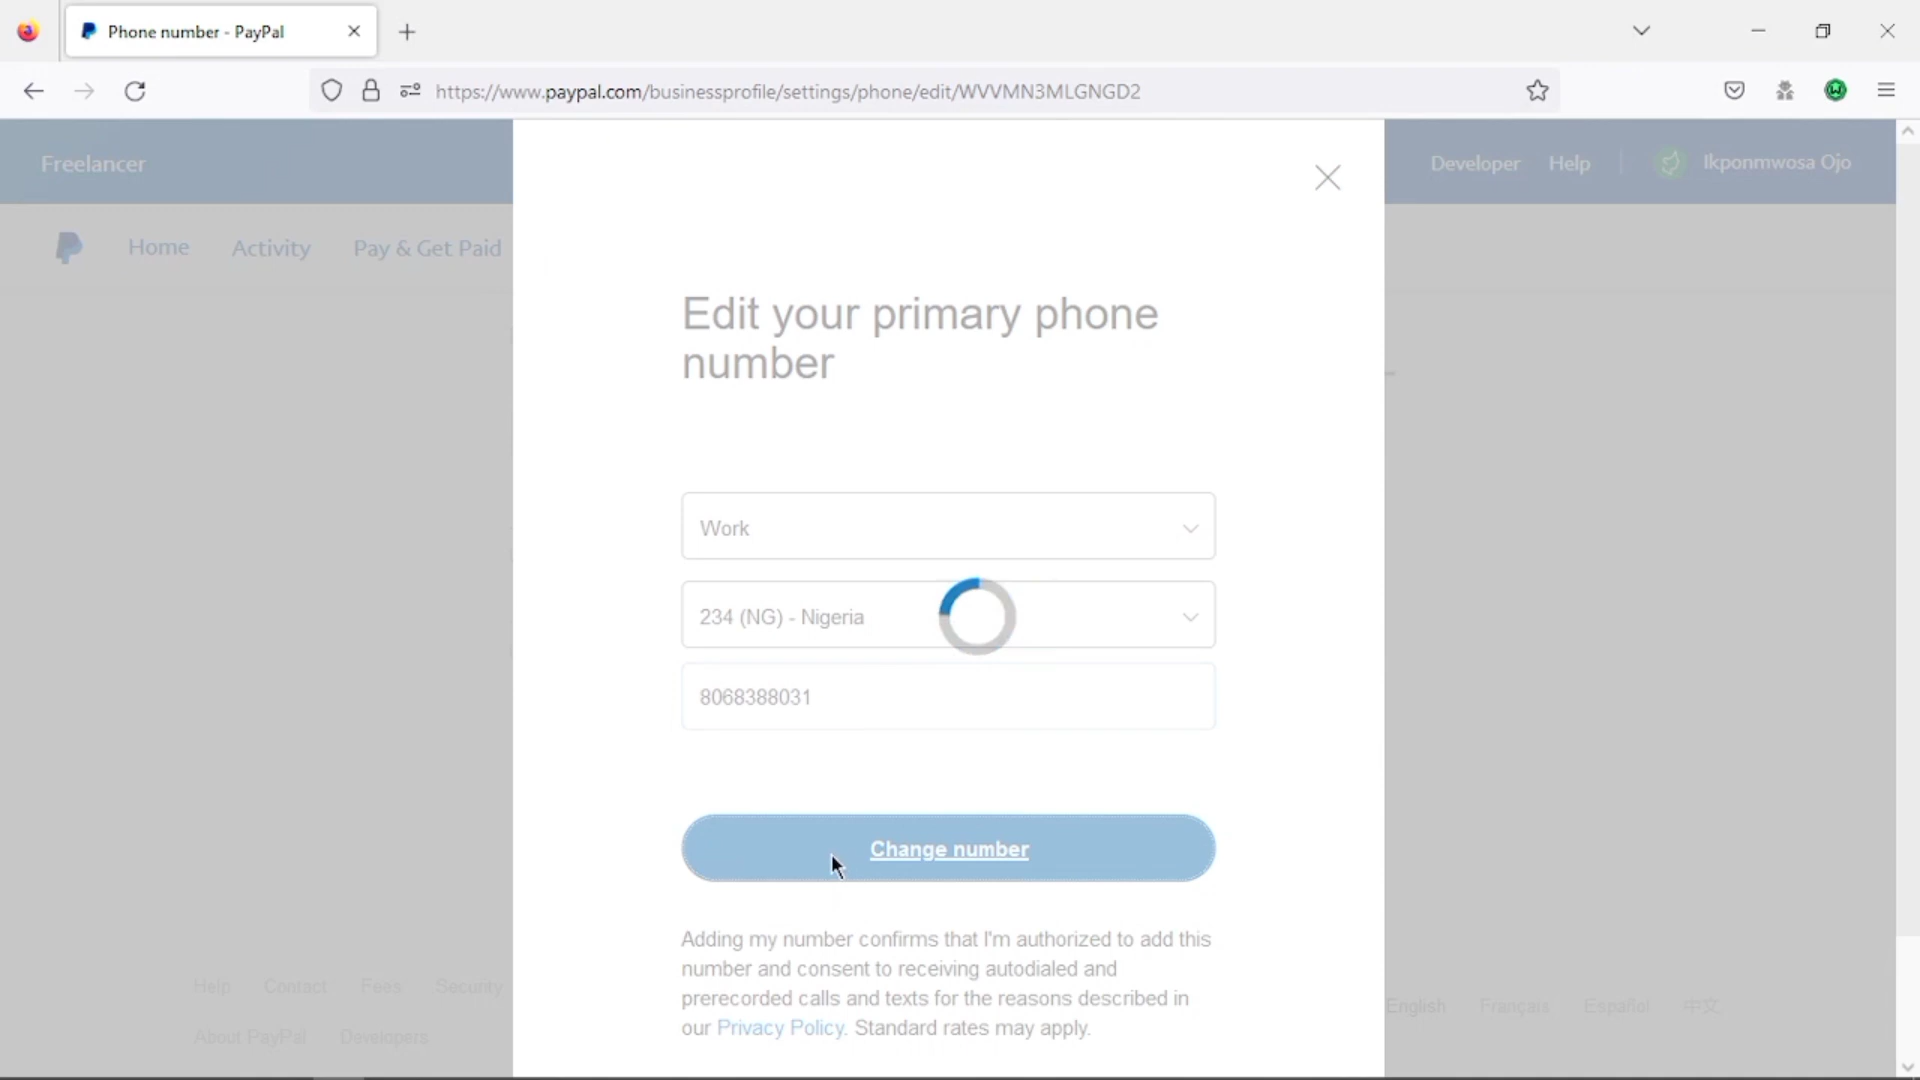 Phone number - PayPal
https://www.paypal.com/businessprofile/settings/phone/edit/WVVMN3MLGNGD2
Freelancer
Developer
Help
Ikponmwosa Ojo
Home
Activity
Pay & Get Paid
Edit your primary phone
number
Work
234 (NG) - Nigeria
8068388031
Change number
Adding my number confirms that I'm authorized to add this
number and consent to receiving autodialed and
prerecorded calls and texts for the reasons described in
our Privacy Policy. Standard rates may apply.
Help Contact Fees Security
About PayPal Developers
English Français Español 中文